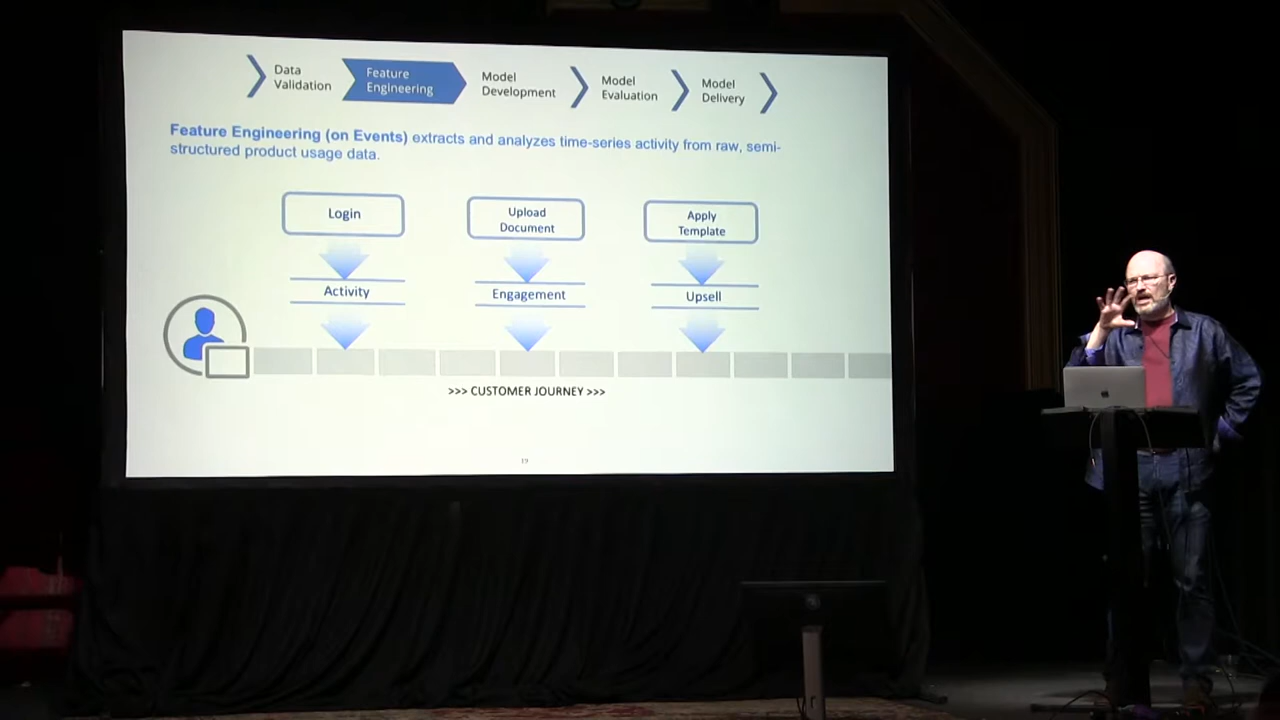 Data
Validation
Feature
Engineering
Model
Development
Model
Evaluation
Model
Delivery
Feature Engineering (on Events) extracts and analyzes time-series activity from raw, semi-
structured product usage data.
Login
Upload
Document
Apply
Template
Activity
Engagement
Upsell
>>> CUSTOMER JOURNEY >>>
19